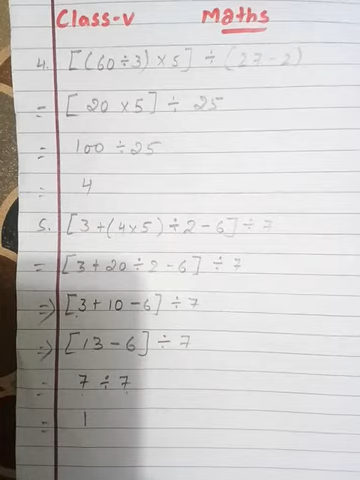 Class-v Maths
4. [(60÷3) × 5] ÷ (27-2)
= [20 × 5] ÷ 25
= 100 ÷ 25
= 4
5. [3+(4×5)÷2-6]÷7
= [3+20÷2-6]÷7
⇒ [3+10-6]÷7
⇒ [13-6]÷7
= 7÷7
= 1